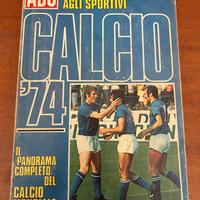 ABC
AGLI SPORTIVI
CALCIO
'74
IL
PANORAMA
COMPLETO
DEL
CALCIO